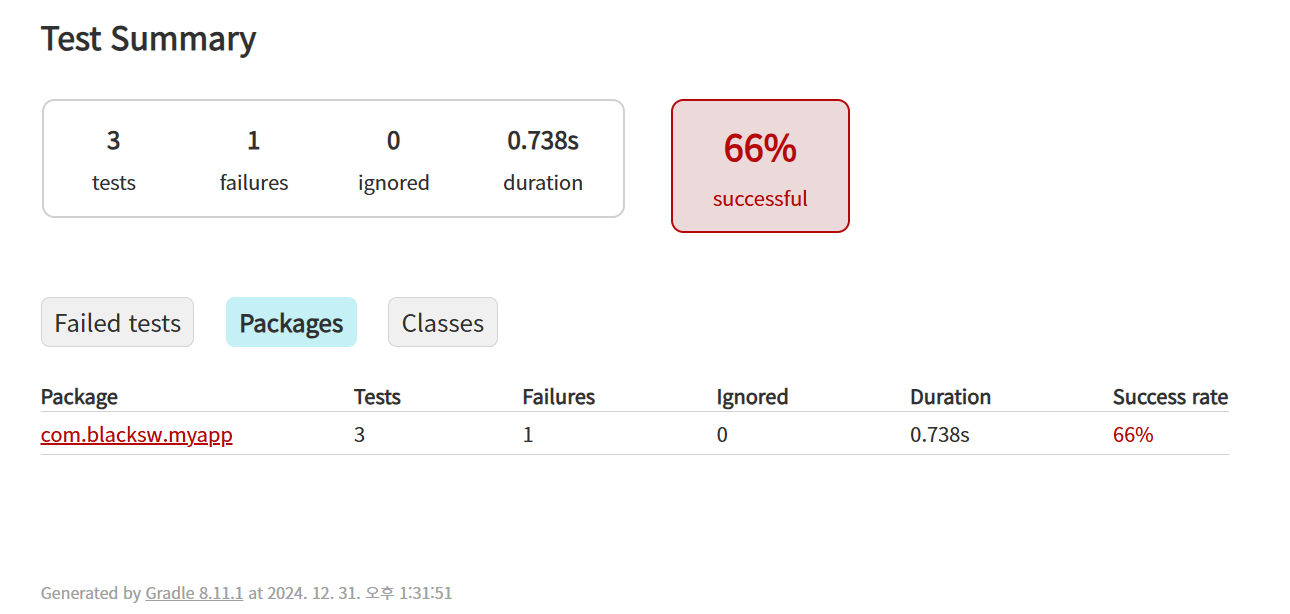 Test Summary
3 1 0 0.738s
tests failures ignored duration
66%
successful
Failed tests Packages Classes
Package Tests Failures Ignored Duration Success rate
com.blacksw.myapp 3 1 0 0.738s 66%
Generated by Gradle 8.11.1 at 2024. 12. 31. 오후 1:31:51